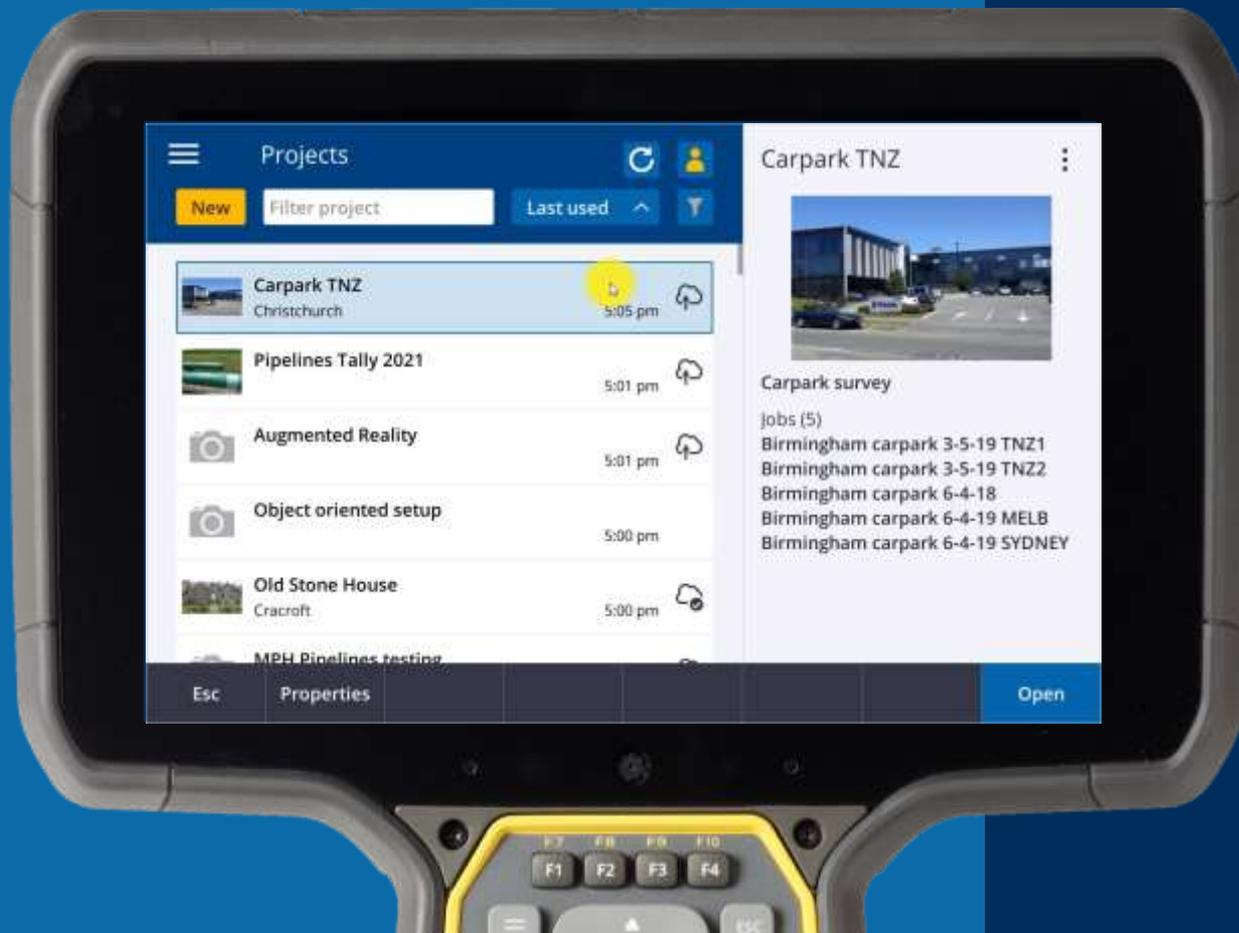 Projects
New
Filter project
Last used
Carpark TNZ
Christchurch
5:05 pm
Pipelines Tally 2021
5:01 pm
Augmented Reality
5:01 pm
Object oriented setup
5:00 pm
Old Stone House
Cracroft
5:00 pm
MPH Pipelines testing
Carpark TNZ
Carpark survey
Jobs (5)
Birmingham carpark 3-5-19 TNZ1
Birmingham carpark 3-5-19 TNZ2
Birmingham carpark 6-4-18
Birmingham carpark 6-4-19 MELB
Birmingham carpark 6-4-19 SYDNEY
Esc Properties Open
F7 F8 F9 F10
F1 F2 F3 F4
ESC